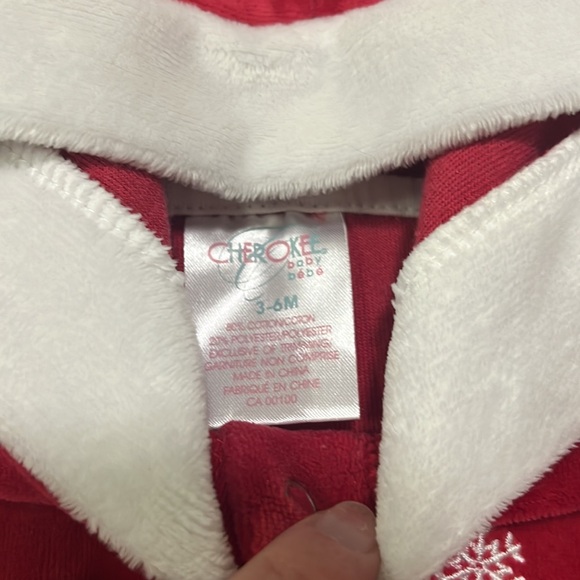 CHEROKEE
baby
bébé
3-6M
80% COTTON/COTON
20% POLYESTER/POLYESTER
EXCLUSIVE OF TRIMMING/
GARNITURE NON COMPRISE
MADE IN CHINA
FABRIQUÉ EN CHINE
CA 00100